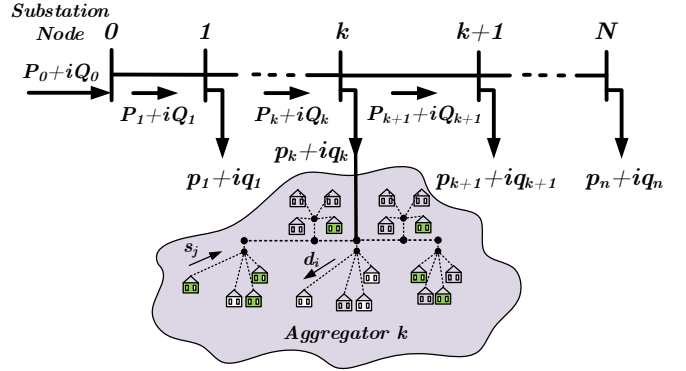 Substation
Node
0
1
k
k+1
N
P0+iQ0
P1+iQ1
Pk+iQk
Pk+1+iQk+1
p1+iq1
pk+iqk
pk+1+iqk+1
pn+iqn
sj
di
Aggregator k